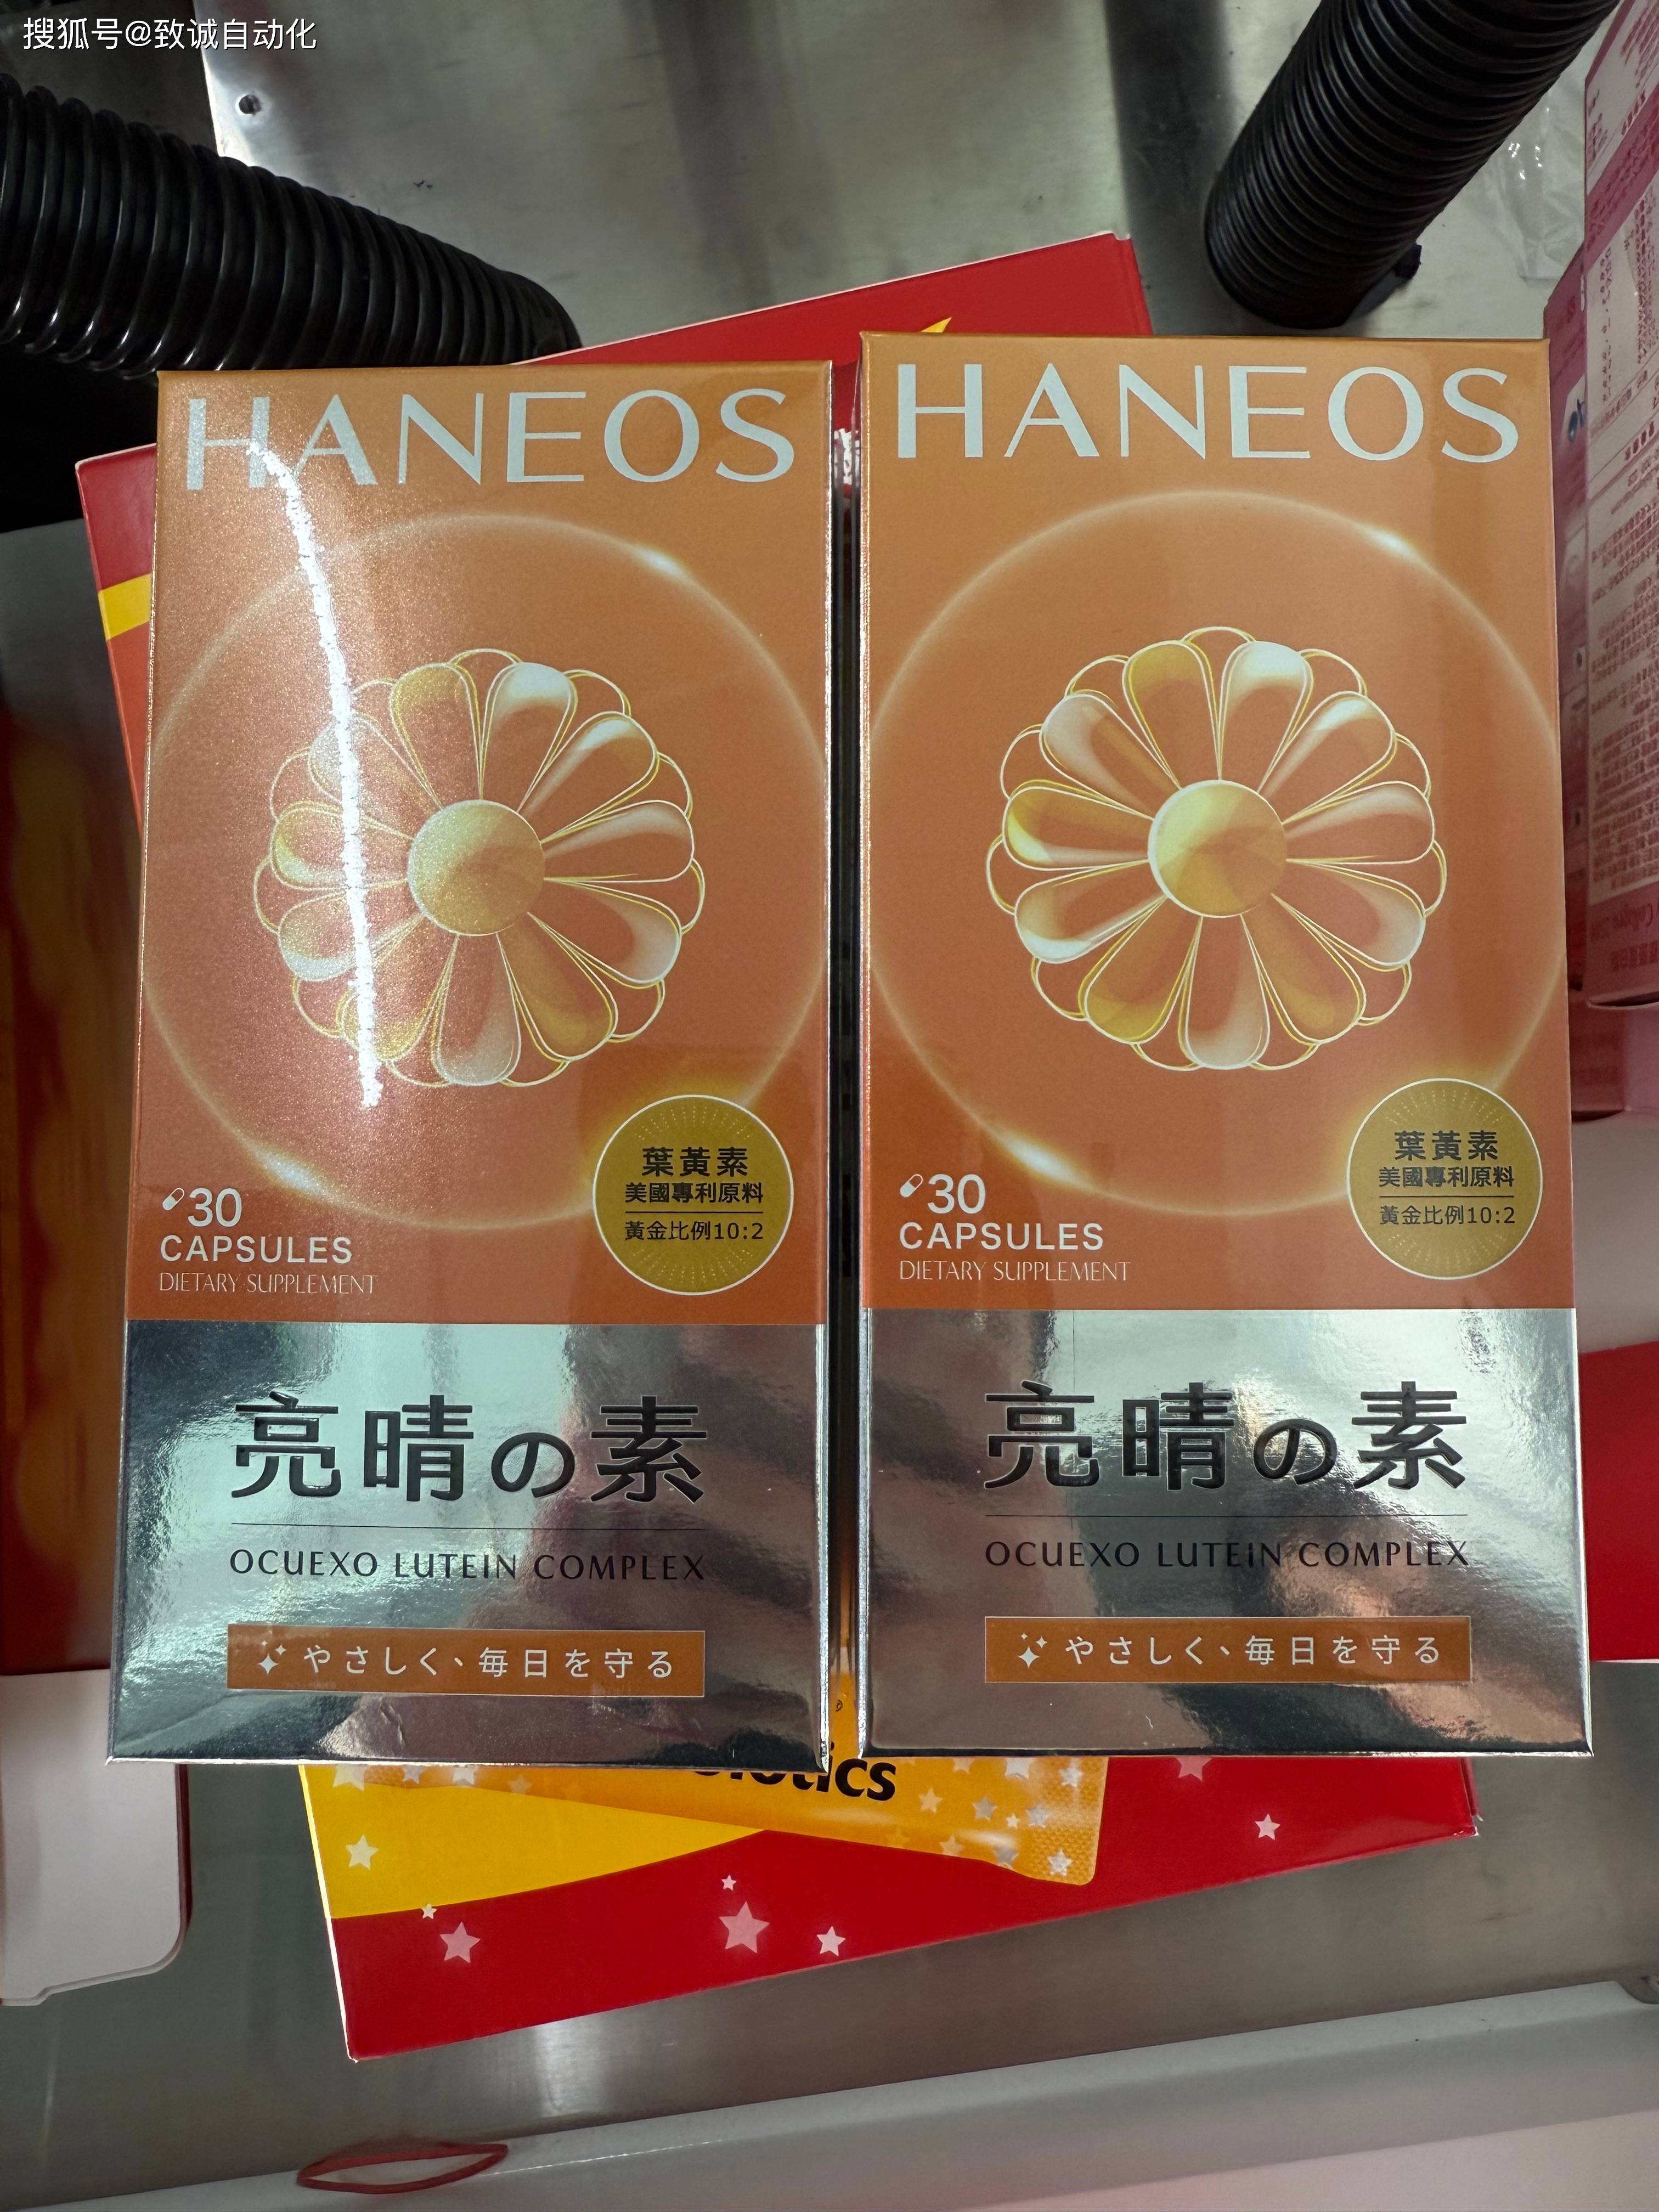 搜狐号@致诚自动化
HANEOS
葉黃素
美國專利原料
黃金比例10:2
30
CAPSULES
DIETARY SUPPLEMENT
亮晴の素
OCUEXO LUTEIN COMPLEX
やさしく、毎日を守る
HANEOS
葉黃素
美國專利原料
黃金比例10:2
30
CAPSULES
DIETARY SUPPLEMENT
亮晴の素
OCUEXO LUTEIN COMPLEX
やさしく、毎日を守る